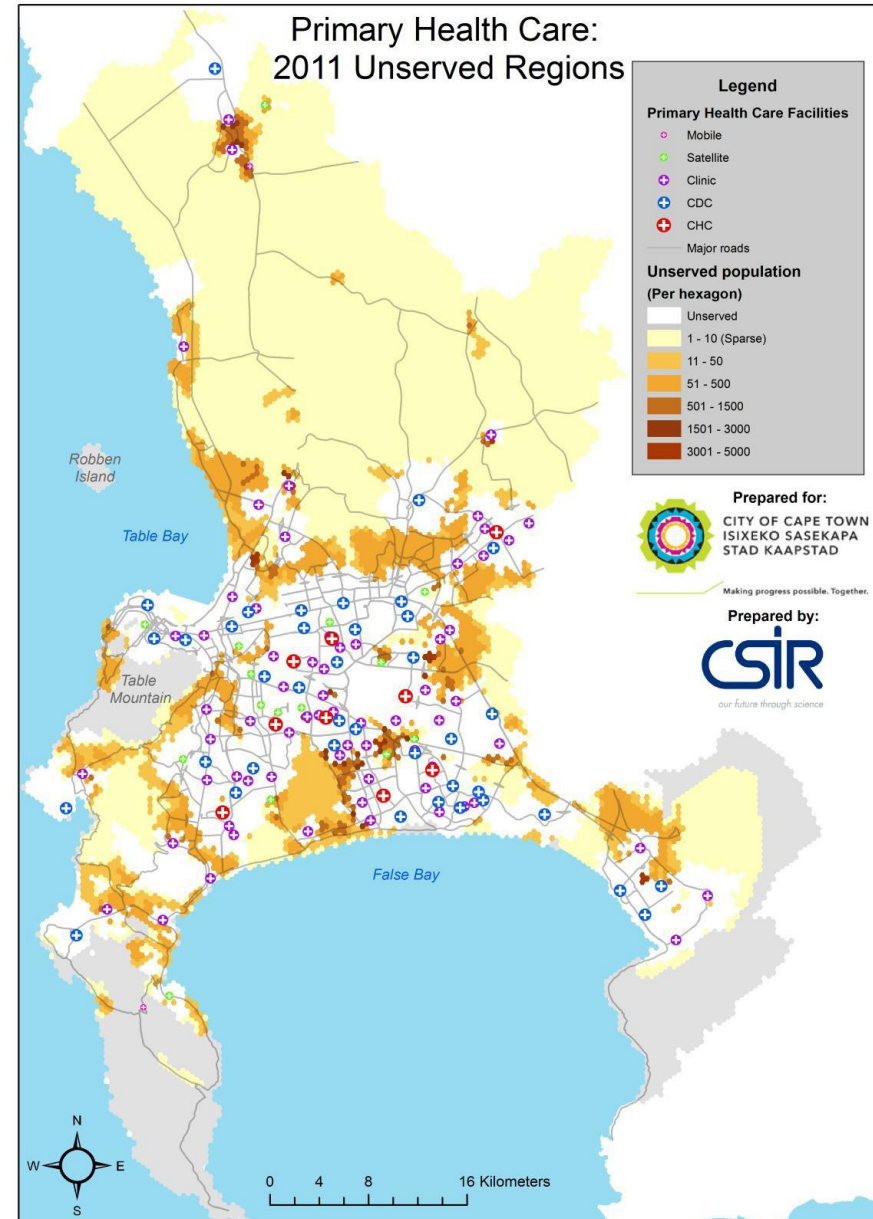 Primary Health Care:
2011 Unserved Regions
Legend
Primary Health Care Facilities
Mobile
Satellite
Clinic
CDC
CHC
Major roads
Unserved population
(Per hexagon)
Unserved
1 - 10 (Sparse)
11 - 50
51 - 500
501 - 1500
1501 - 3000
3001 - 5000
Prepared for:
CITY OF CAPE TOWN
ISIXEKO SASEKAPA
STAD KAAPSTAD
Making progress possible. Together.
Prepared by:
CSIR
our future through science
Robben
Island
Table Bay
Table
Mountain
False Bay
N
W E
S
0 4 8 16 Kilometers